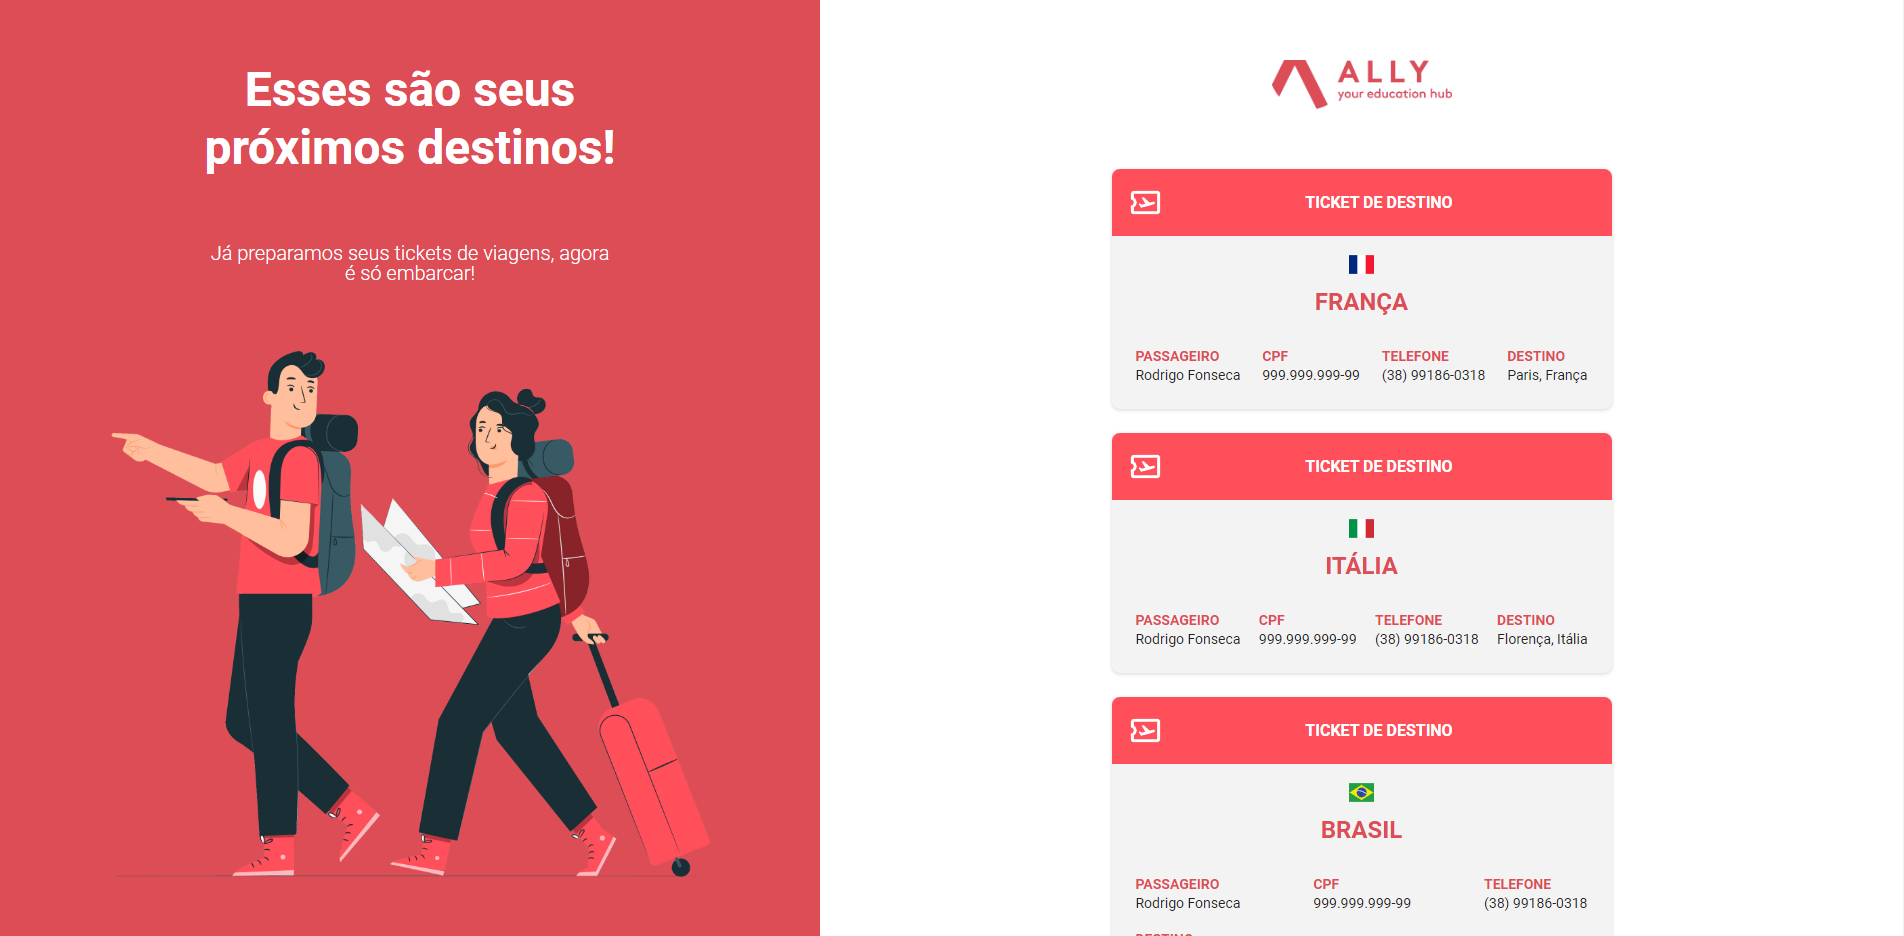 Esses são seus
próximos destinos!
Já preparamos seus tickets de viagens, agora
é só embarcar!
ALLY
your education hub
TICKET DE DESTINO
FRANÇA
PASSAGEIRO CPF TELEFONE DESTINO
Rodrigo Fonseca 999.999.999-99 (38) 99186-0318 Paris, França
TICKET DE DESTINO
ITÁLIA
PASSAGEIRO CPF TELEFONE DESTINO
Rodrigo Fonseca 999.999.999-99 (38) 99186-0318 Florença, Itália
TICKET DE DESTINO
BRASIL
PASSAGEIRO CPF TELEFONE
Rodrigo Fonseca 999.999.999-99 (38) 99186-0318